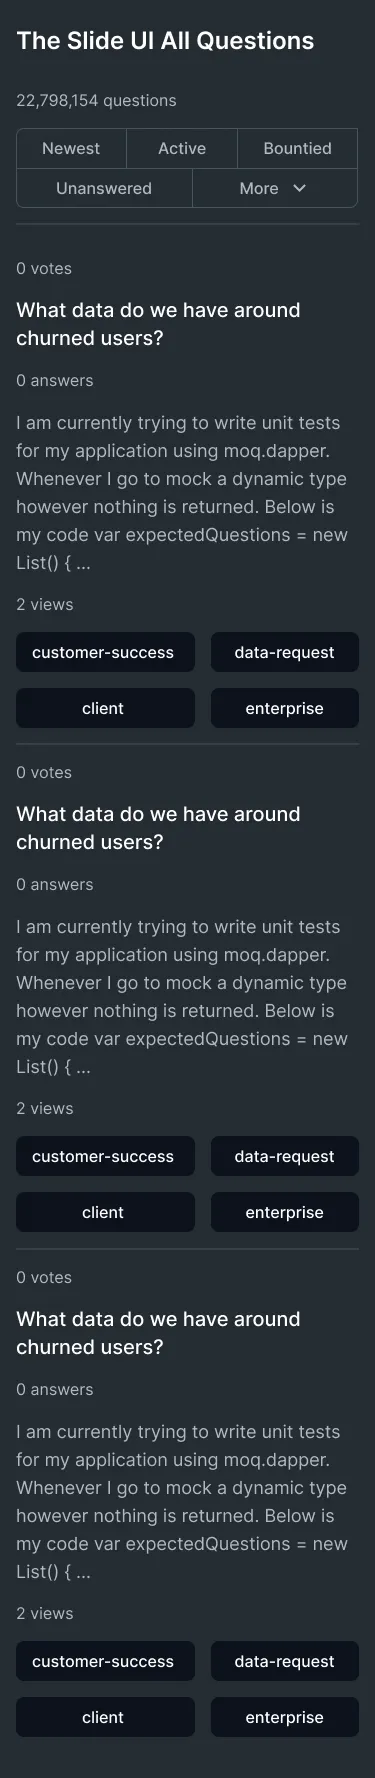 The Slide UI All Questions
22,798,154 questions
Newest
Active
Bountied
Unanswered
More
0 votes
What data do we have around
churned users?
0 answers
I am currently trying to write unit tests
for my application using moq.dapper.
Whenever I go to mock a dynamic type
however nothing is returned. Below is
my code var expectedQuestions = new
List() { ...
2 views
customer-success
data-request
client
enterprise
0 votes
What data do we have around
churned users?
0 answers
I am currently trying to write unit tests
for my application using moq.dapper.
Whenever I go to mock a dynamic type
however nothing is returned. Below is
my code var expectedQuestions = new
List() { ...
2 views
customer-success
data-request
client
enterprise
0 votes
What data do we have around
churned users?
0 answers
I am currently trying to write unit tests
for my application using moq.dapper.
Whenever I go to mock a dynamic type
however nothing is returned. Below is
my code var expectedQuestions = new
List() { ...
2 views
customer-success
data-request
client
enterprise